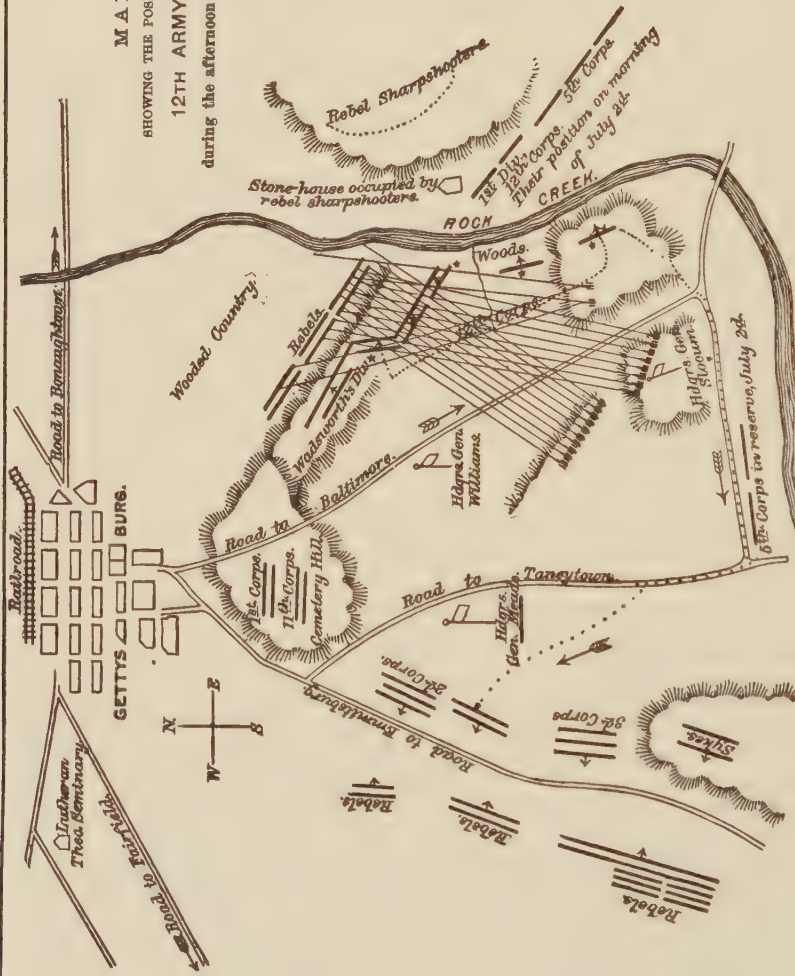 MA
SHOWING THE POS
12TH ARMY
during the afternoon
Railroad.
Road to Bonaughtown.
GETTYS BURG.
Lutheran
Theo. Seminary
Road to Fairfield.
N
W E
S
Wooded Country
Rebels.
Wadsworth's Div.
Rebel Sharpshooters
Stone-house occupied by
rebel sharpshooters.
1st Div.,
12th Corps. 5th Corps
Their position on morning
of July 2d.
ROCK
CREEK.
Woods.
12th Corps
Road to Baltimore.
1st Corps.
11th Corps.
Cemetery Hill.
Hdqrs. Gen.
Williams.
Hdqrs. Gen.
Slocum
5th Corps in reserve, July 2d.
Road to Taneytown.
Hdqrs.
Gen. Meade.
Road to Emmitsburg.
2d Corps.
3d Corps
Sykes.
Rebels.
Rebels.
Rebels